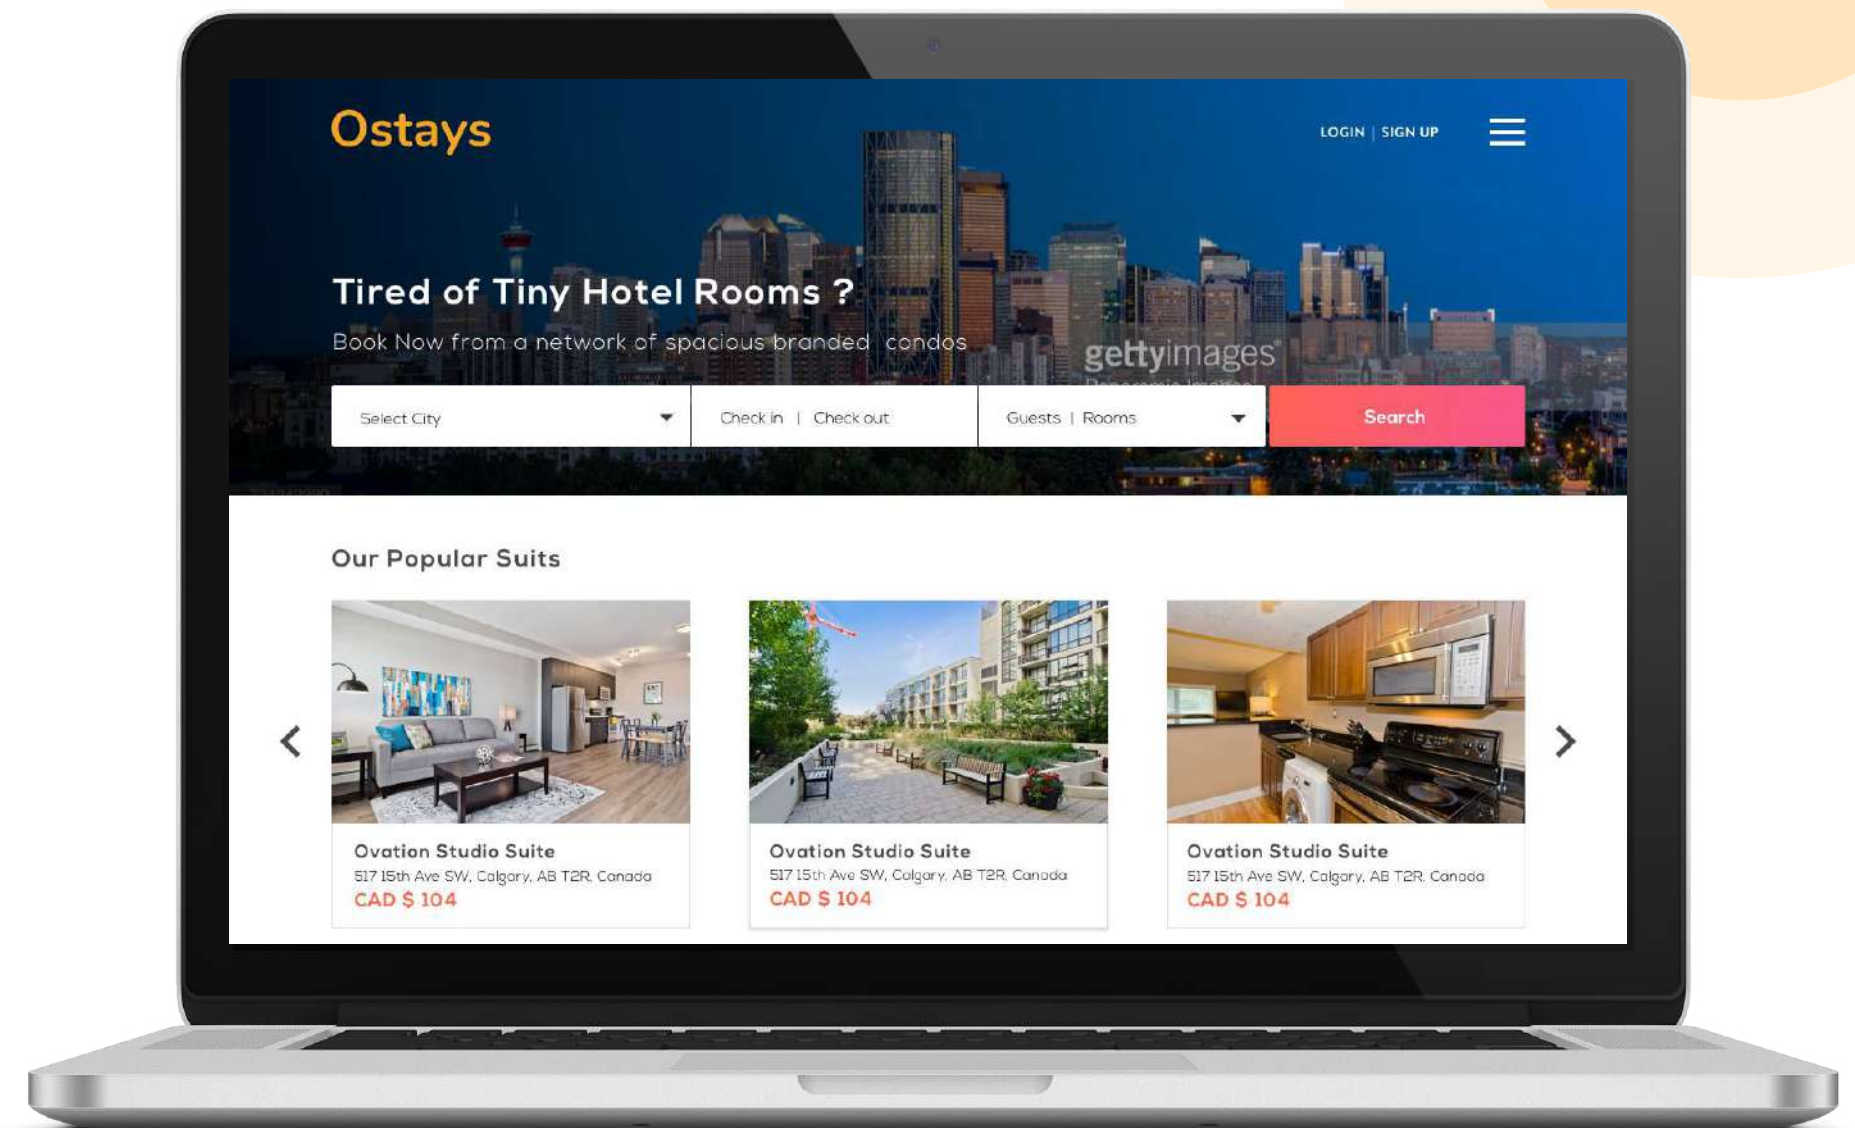 Ostays
LOGIN | SIGN UP
Tired of Tiny Hotel Rooms ?
Book Now from a network of spacious branded condos
gettyimages
Panoramic Images
Select City
Check in | Check out
Guests | Rooms
Search
Our Popular Suits
Ovation Studio Suite
517 15th Ave SW, Calgary, AB T2R, Canada
CAD $ 104
Ovation Studio Suite
517 15th Ave SW, Calgary, AB T2R, Canada
CAD $ 104
Ovation Studio Suite
517 15th Ave SW, Calgary, AB T2R, Canada
CAD $ 104